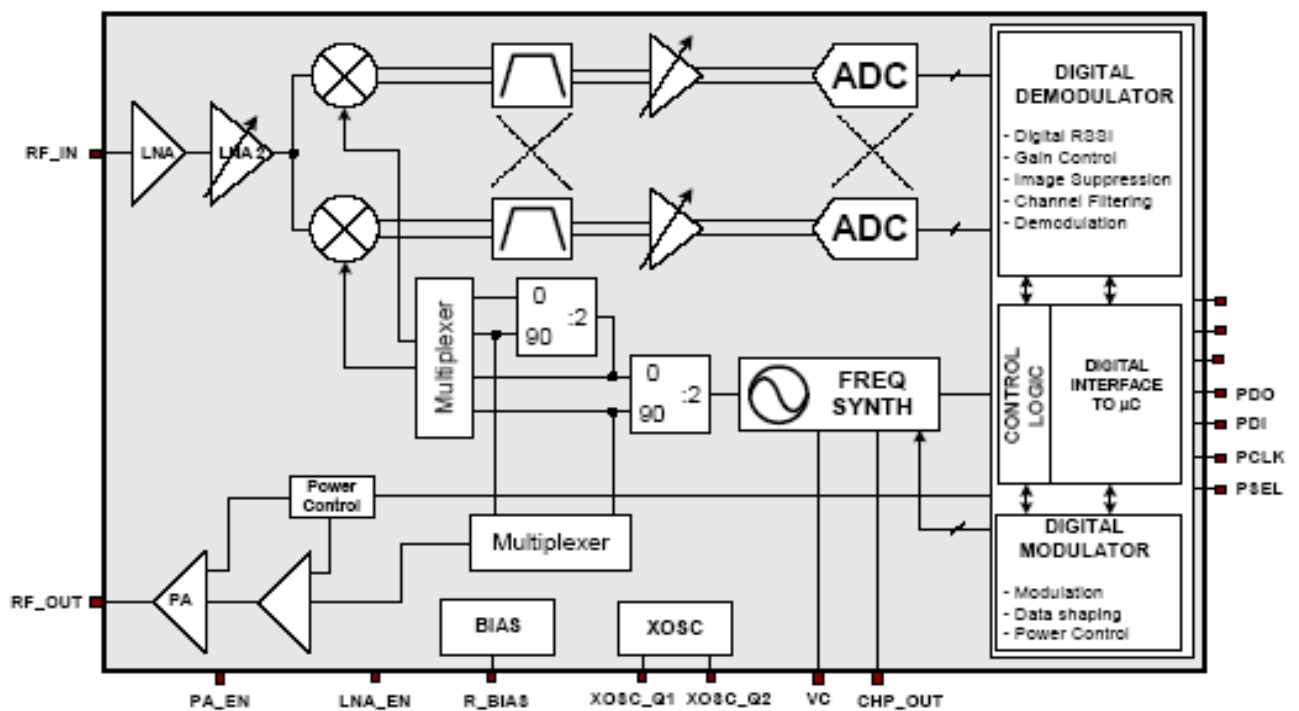 ADC
DIGITAL
DEMODULATOR
- Digital RSSI
- Gain Control
- Image Suppression
- Channel Filtering
- Demodulation
RF_IN
LNA
LNA 2
ADC
Multiplexer
0
90
:2
0
90
:2
FREQ
SYNTH
CONTROL
LOGIC
DIGITAL
INTERFACE
TO µC
PDO
PDI
PCLK
PSEL
Power
Control
Multiplexer
DIGITAL
MODULATOR
- Modulation
- Data shaping
- Power Control
RF_OUT
PA
BIAS
XOSC
PA_EN
LNA_EN
R_BIAS
XOSC_Q1
XOSC_Q2
VC
CHP_OUT